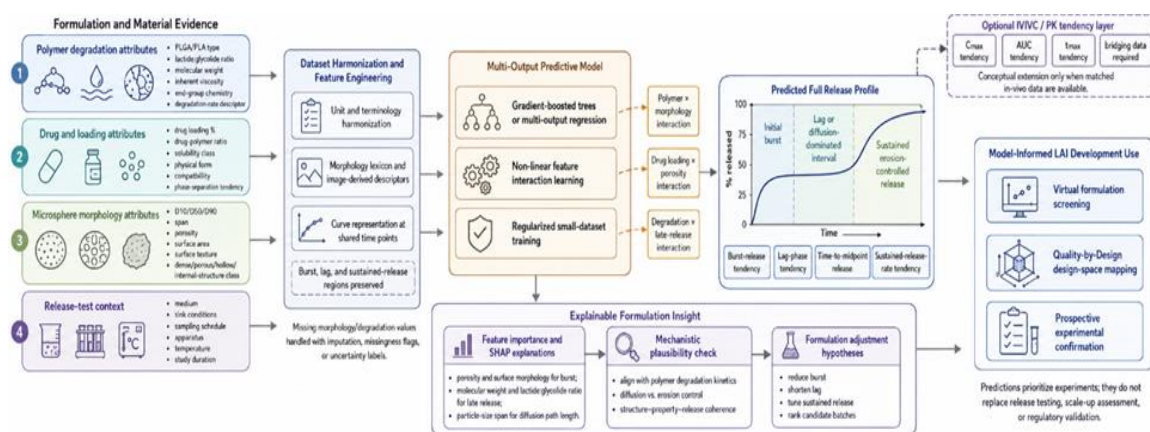 Formulation and Material Evidence
1
Polymer degradation attributes
• PLGA/PLA type
• lactide:glycolide ratio
• molecular weight
• inherent viscosity
• end-group chemistry
• degradation-rate descriptor
2
Drug and loading attributes
• drug loading %
• drug-polymer ratio
• solubility class
• physical form
• compatibility
• phase-separation tendency
3
Microsphere morphology attributes
• D10/D50/D90
• span
• porosity
• surface area
• surface texture
• dense/porous/hollow/
internal-structure class
4
Release-test context
• medium
• sink conditions
• sampling schedule
• apparatus
• temperature
• study duration
°C
Dataset Harmonization and
Feature Engineering
Unit and terminology
harmonization
Morphology lexicon and
image-derived descriptors
Curve representation at
shared time points
Burst, lag, and sustained-release
regions preserved
Missing morphology/degradation values
handled with imputation, missingness flags,
or uncertainty labels.
Multi-Output Predictive Model
Gradient-boosted trees
or multi-output regression
Non-linear feature
interaction learning
Regularized small-dataset
training
Polymer ×
morphology
interaction
Drug loading ×
porosity
interaction
Degradation ×
late-release
interaction
Predicted Full Release Profile
% released
100
75
50
25
0
Initial
burst
Lag or
diffusion-
dominated
interval
Sustained
erosion-
controlled
release
Time
Burst-release
tendency
Lag-phase
tendency
Time-to-midpoint
release
Sustained-release-
rate tendency
Optional IVIVC / PK tendency layer
Cmax
tendency
AUC
tendency
tmax
tendency
bridging data
required
Conceptual extension only when matched
in-vivo data are available.
Model-Informed LAI Development Use
Virtual formulation
screening
Quality-by-Design
design-space mapping
Prospective
experimental
confirmation
Predictions prioritize experiments; they do not
replace release testing, scale-up assessment,
or regulatory validation.
Explainable Formulation Insight
Feature importance and
SHAP explanations
• porosity and surface morphology for burst;
• molecular weight and lactide:glycolide ratio
for late release;
• particle-size span for diffusion path length.
Mechanistic
plausibility check
• align with polymer degradation kinetics
• diffusion vs. erosion control
• structure-property-release coherence
Formulation adjustment
hypotheses
• reduce burst
• shorten lag
• tune sustained release
• rank candidate batches